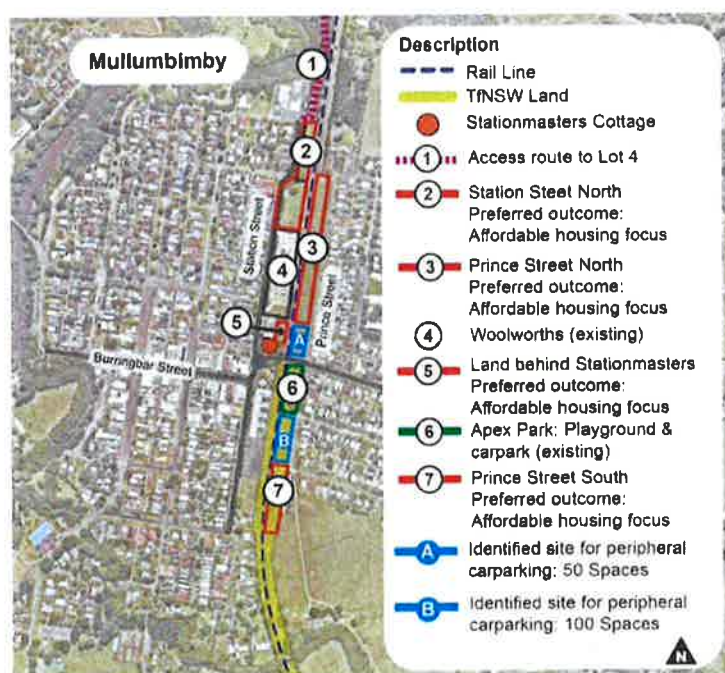 Mullumbimby
1
2
Station Street
3
4
Prince Street
5
A
Burringbar Street
6
B
7
Description
Rail Line
TfNSW Land
Stationmasters Cottage
1 Access route to Lot 4
2 Station Steet North
Preferred outcome:
Affordable housing focus
3 Prince Street North
Preferred outcome:
Affordable housing focus
4 Woolworths (existing)
5 Land behind Stationmasters
Preferred outcome:
Affordable housing focus
6 Apex Park: Playground &
carpark (existing)
7 Prince Street South
Preferred outcome:
Affordable housing focus
A Identified site for peripheral
carparking: 50 Spaces
B Identified site for peripheral
carparking: 100 Spaces
N